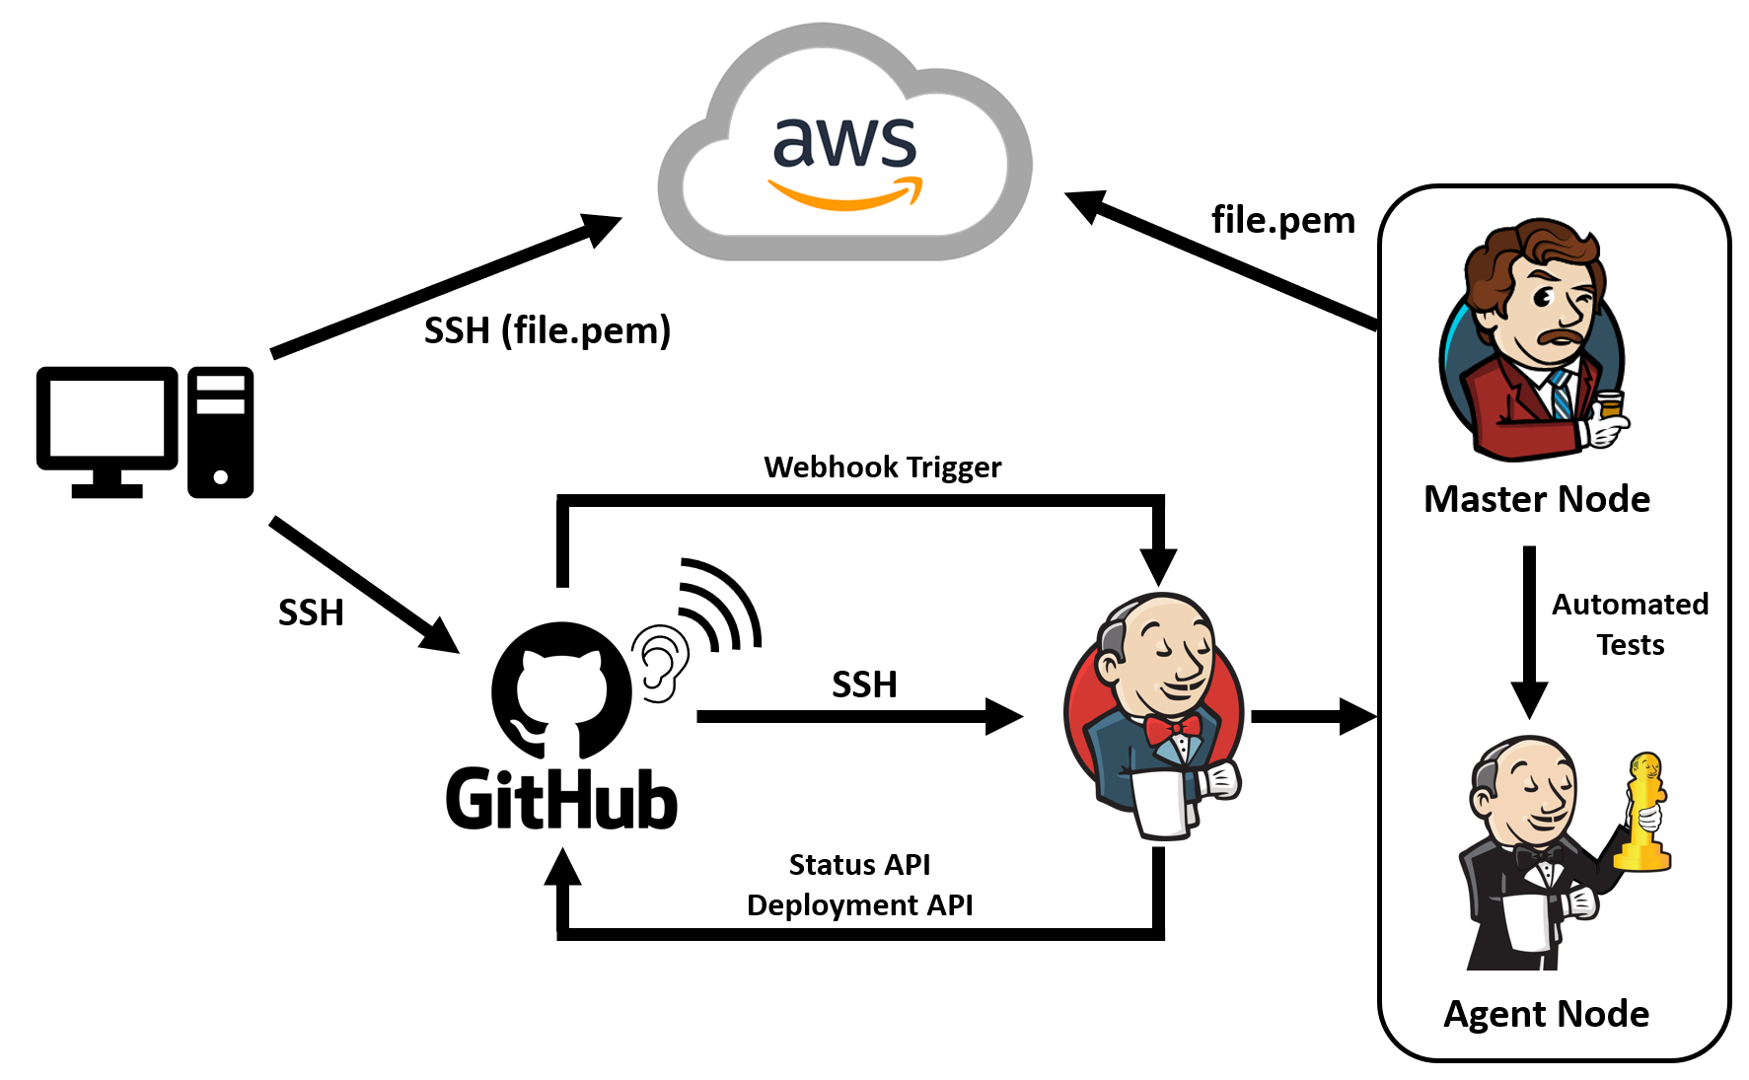 aws
file.pem
SSH (file.pem)
Webhook Trigger
Master Node
SSH
Automated
Tests
SSH
GitHub
Status API
Deployment API
Agent Node